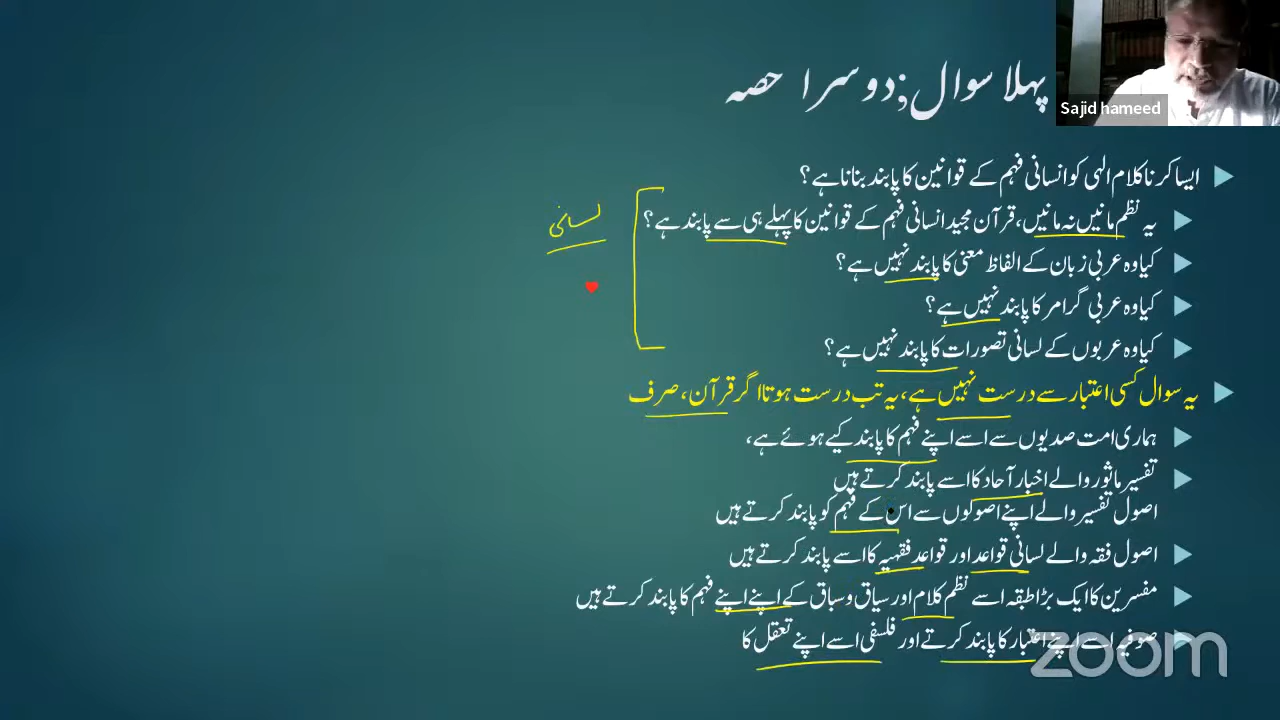 پہلا سوال: دوسرا حصہ
Sajid hameed
ایسا کرنا کلام الہی کو انسانی فہم کے قوانین کا پابند بنانا ہے؟
یہ نظم مانیں نہ مانیں، قرآن مجید انسانی فہم کے قوانین کا پہلے ہی سے پابند ہے؟
لسانی
کیا وہ عربی زبان کے الفاظ معنی کا پابند نہیں ہے؟
کیا وہ عربی گرامر کا پابند نہیں ہے؟
کیا وہ عربوں کے لسانی تصورات کا پابند نہیں ہے؟
یہ سوال کسی اعتبار سے درست نہیں ہے، یہ تب درست ہوتا اگر قرآن، صرف
ہماری امت صدیوں سے اسے اپنے فہم کا پابند کیے ہوئے ہے،
تفسیر ماثور والے اخبار آحاد کا اسے پابند کرتے ہیں
اصول تفسیر والے اپنے اصولوں سے اس کے فہم کو پابند کرتے ہیں
اصول فقہ والے لسانی قواعد اور قواعد فقہیہ کا اسے پابند کرتے ہیں
مفسرین کا ایک بڑا طبقہ اسے نظم کلام اور سیاق و سباق کے اپنے اپنے فہم کا پابند کرتے ہیں
صوفیہ اسے اپنے اعتبار کا پابند کرتے اور فلسفی اسے اپنے تعقل کا
zoom